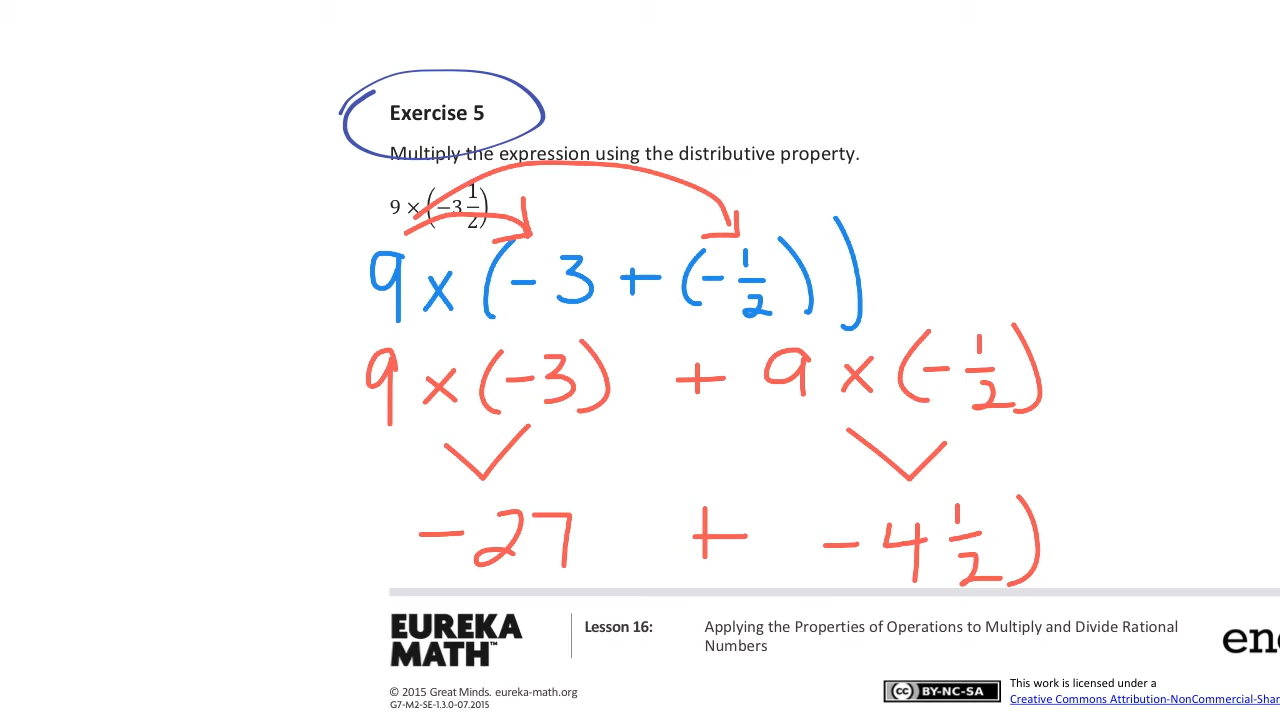 Exercise 5
Multiply the expression using the distributive property.
9 × (−3 1/2)
9 × (−3 + (−1/2))
9 × (−3) + 9 × (−1/2)
−27 + −4 1/2)
EUREKA MATH™
Lesson 16:
Applying the Properties of Operations to Multiply and Divide Rational
Numbers
© 2015 Great Minds. eureka-math.org
G7-M2-SE-1.3.0-07.2015
cc BY-NC-SA
This work is licensed under a
Creative Commons Attribution-NonCommercial-Shar